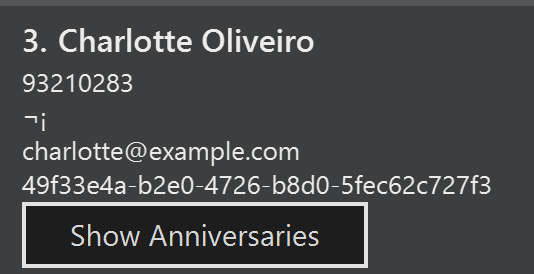 3. Charlotte Oliveiro
93210283
¬¡
charlotte@example.com
49f33e4a-b2e0-4726-b8d0-5fec62c727f3
Show Anniversaries